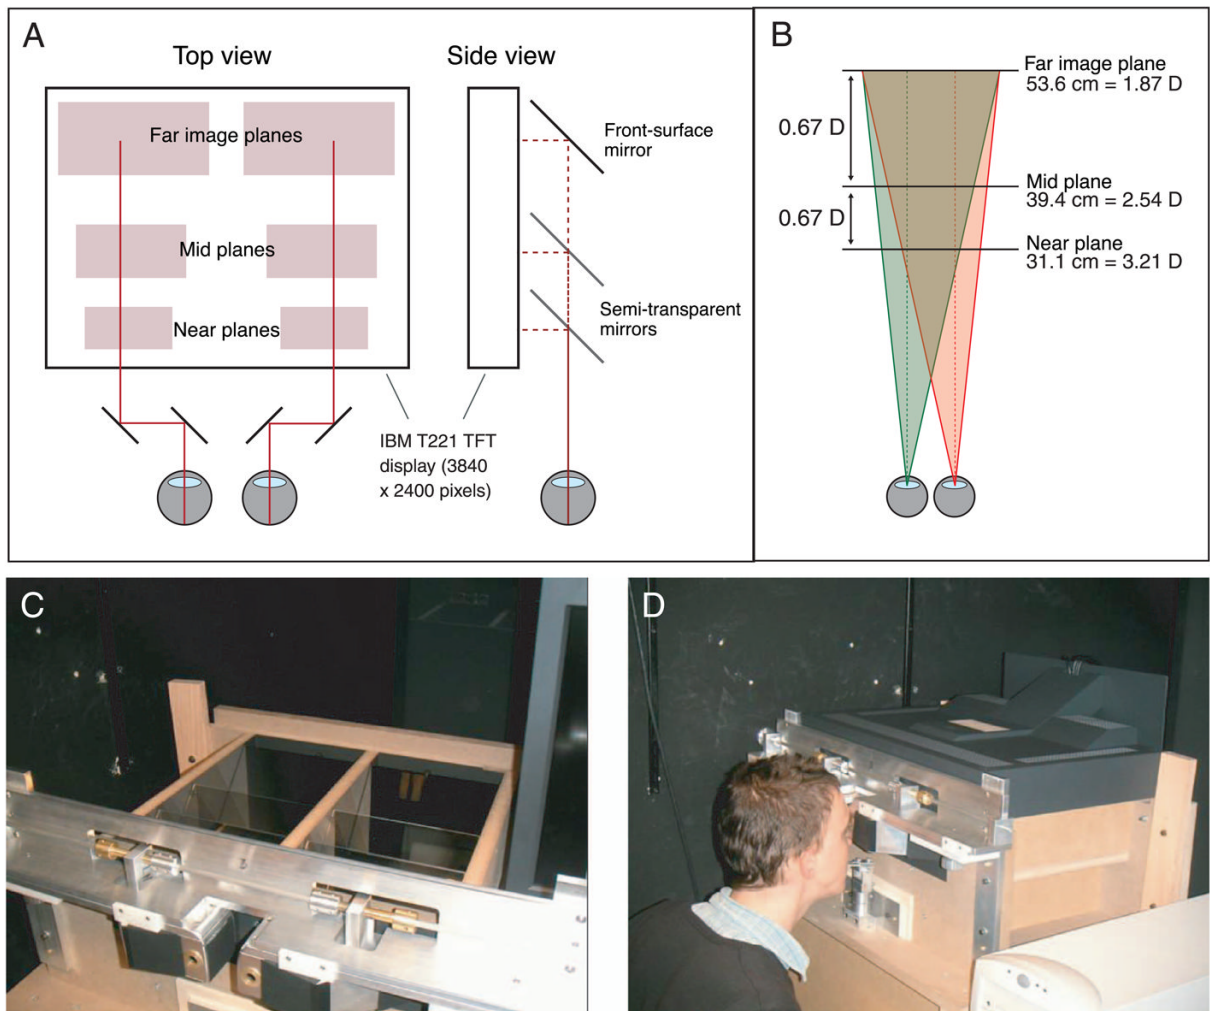 A
Top view
Side view
Far image planes
Mid planes
Near planes
Front-surface
mirror
Semi-transparent
mirrors
IBM T221 TFT
display (3840
x 2400 pixels)
B
Far image plane
53.6 cm = 1.87 D
0.67 D
Mid plane
39.4 cm = 2.54 D
0.67 D
Near plane
31.1 cm = 3.21 D
C
D